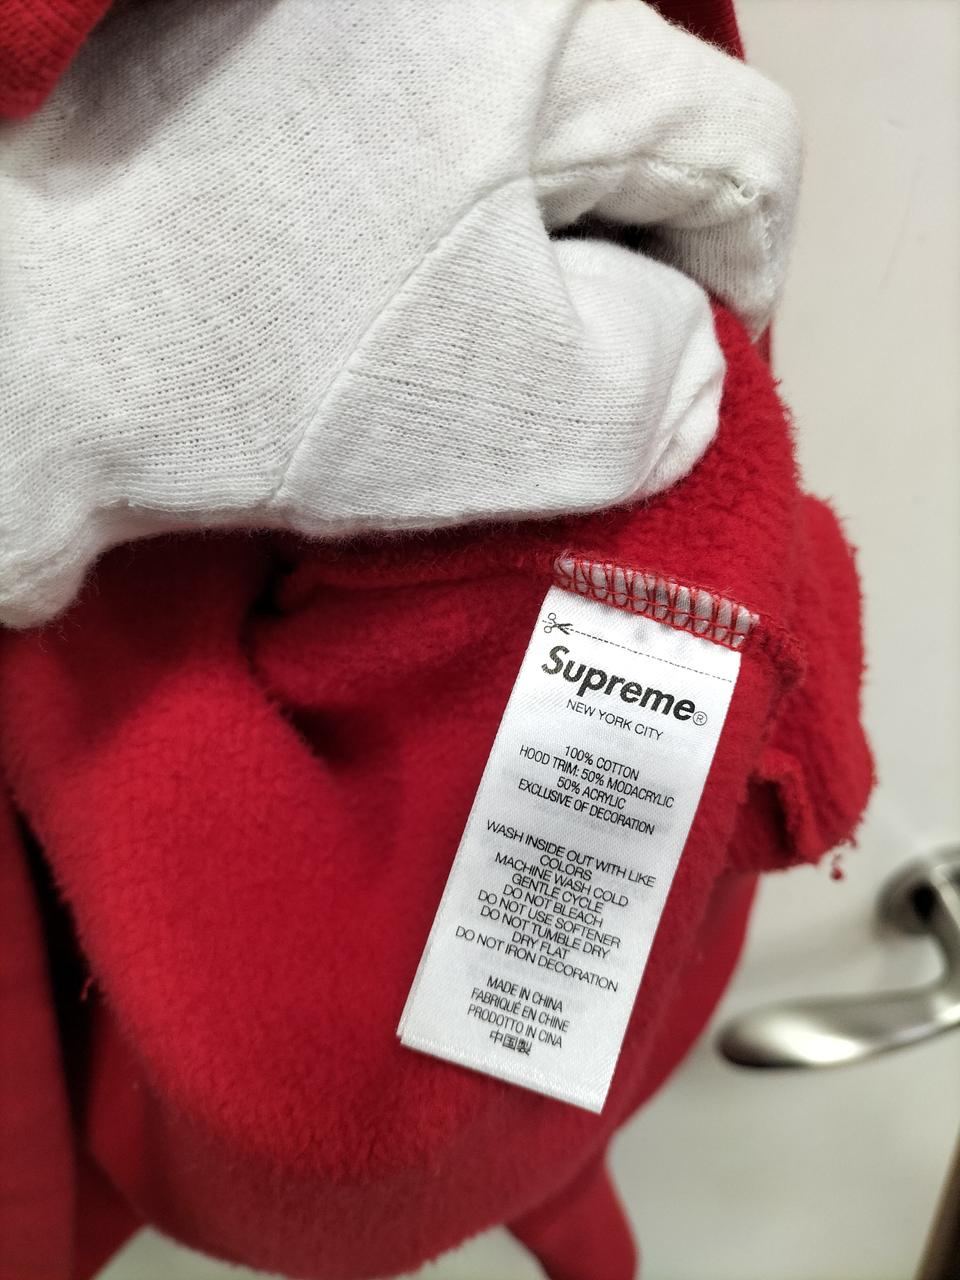 Supreme®
NEW YORK CITY
100% COTTON
HOOD TRIM: 50% MODACRYLIC
50% ACRYLIC
EXCLUSIVE OF DECORATION
WASH INSIDE OUT WITH LIKE
COLORS
MACHINE WASH COLD
GENTLE CYCLE
DO NOT BLEACH
DO NOT USE SOFTENER
DO NOT TUMBLE DRY
DRY FLAT
DO NOT IRON DECORATION
MADE IN CHINA
FABRIQUÉ EN CHINE
PRODOTTO IN CINA
中国製